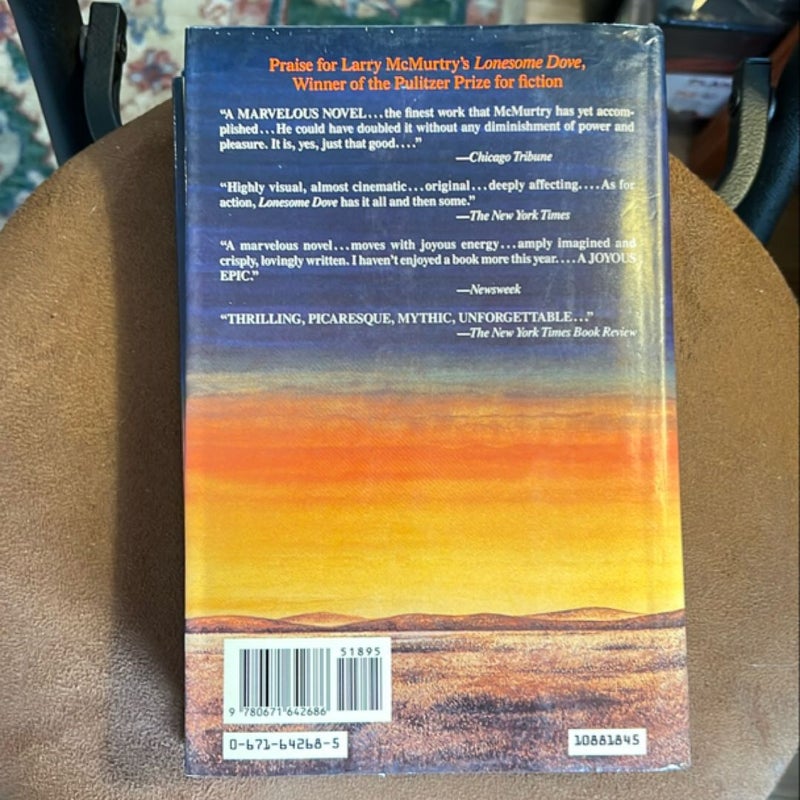 Praise for Larry McMurtry's Lonesome Dove,
Winner of the Pulitzer Prize for fiction
"A MARVELOUS NOVEL...the finest work that McMurtry has yet accom-
plished...He could have doubled it without any diminishment of power and
pleasure. It is, yes, just that good...."
—Chicago Tribune
"Highly visual, almost cinematic...original...deeply affecting....As for
action, Lonesome Dove has it all and then some."
—The New York Times
"A marvelous novel...moves with joyous energy...amply imagined and
crisply, lovingly written. I haven't enjoyed a book more this year....A JOYOUS
EPIC."
—Newsweek
"THRILLING, PICARESQUE, MYTHIC, UNFORGETTABLE..."
—The New York Times Book Review
51895
9 780671 642686
0-671-64268-5
10881845